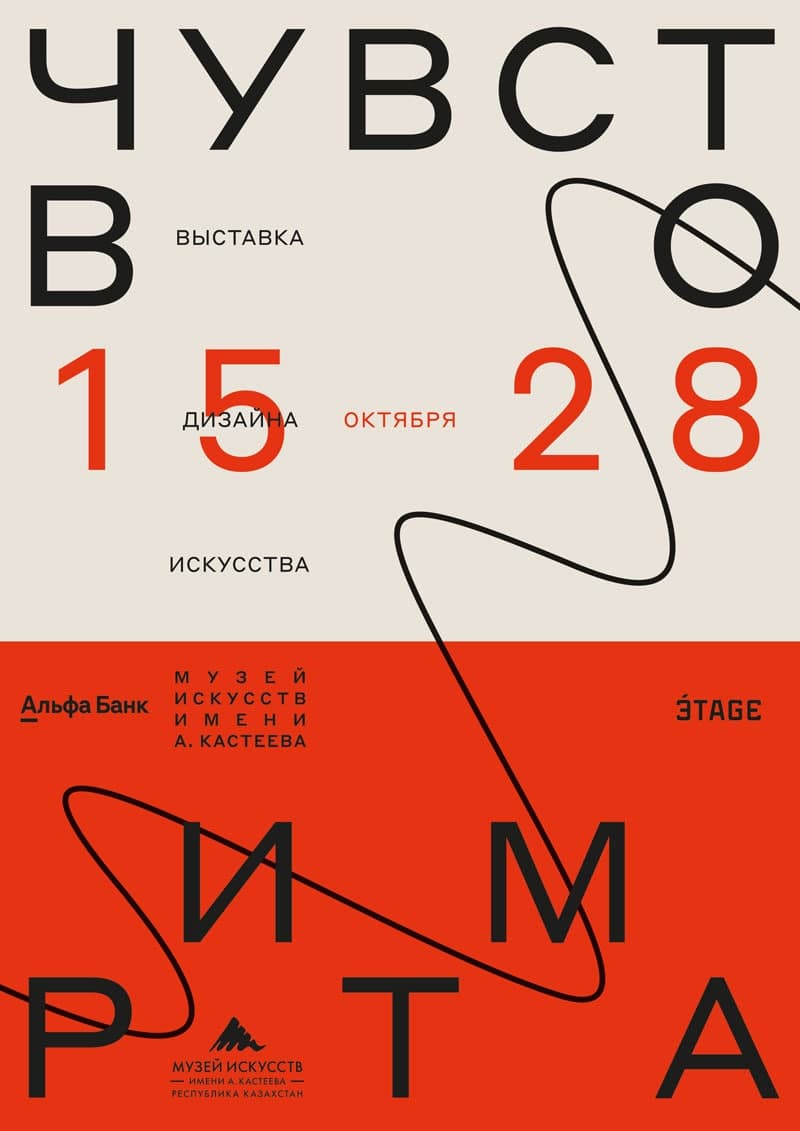 ЧУВСТ
В ВЫСТАВКА О
15 28
ДИЗАЙНА ОКТЯБРЯ
ИСКУССТВА
Альфа Банк
МУЗЕЙ
ИСКУССТВ
ИМЕНИ
А. КАСТЕЕВА
ÉTAGE
И М
Р Т А
МУЗЕЙ ИСКУССТВ
ИМЕНИ А. КАСТЕЕВА
РЕСПУБЛИКА КАЗАХСТАН